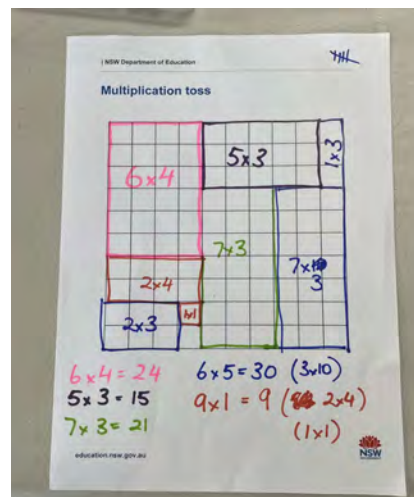 | NSW Department of Education
Multiplication toss
6x4
5x3
1x3
7x3
7x
3
2x4
1x1
2x3
6x4=24
6x5=30 (3x10)
5x3=15
9x1=9 ( 2x4)
7x3=21
(1x1)
education.nsw.gov.au
NSW